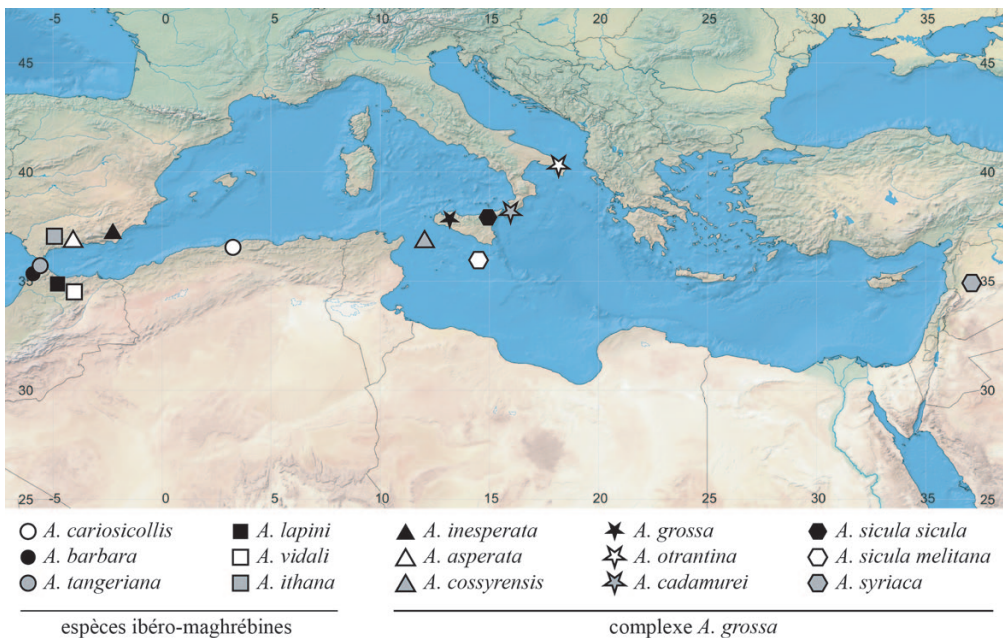 45 45
40 40
35 35
30 30
25 -5 0 5 10 15 20 25 30 35 25
A. cariosicollis A. lapini A. inesperata A. grossa A. sicula sicula
A. barbara A. vidali A. asperata A. otrantina A. sicula melitana
A. tangeriana A. ithana A. cossyrensis A. cadamurei A. syriaca
espèces ibéro-maghrébines complexe A. grossa